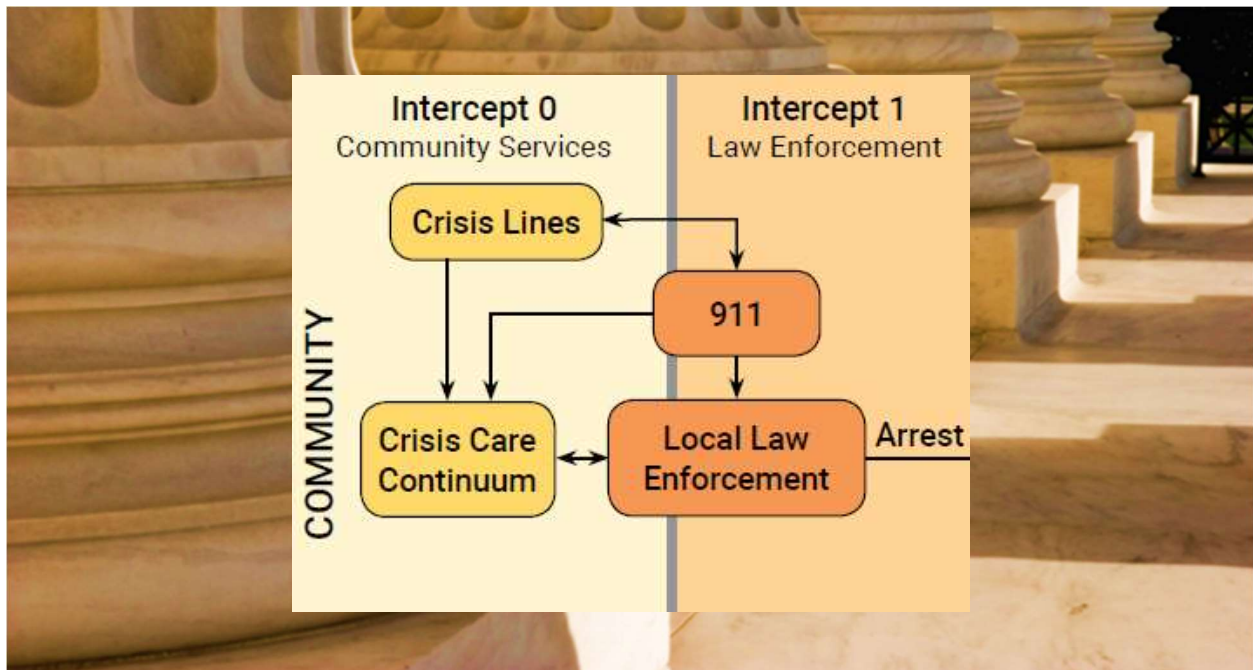 Intercept 0
Community Services
Intercept 1
Law Enforcement
Crisis Lines
911
COMMUNITY
Crisis Care
Continuum
Local Law
Enforcement
Arrest